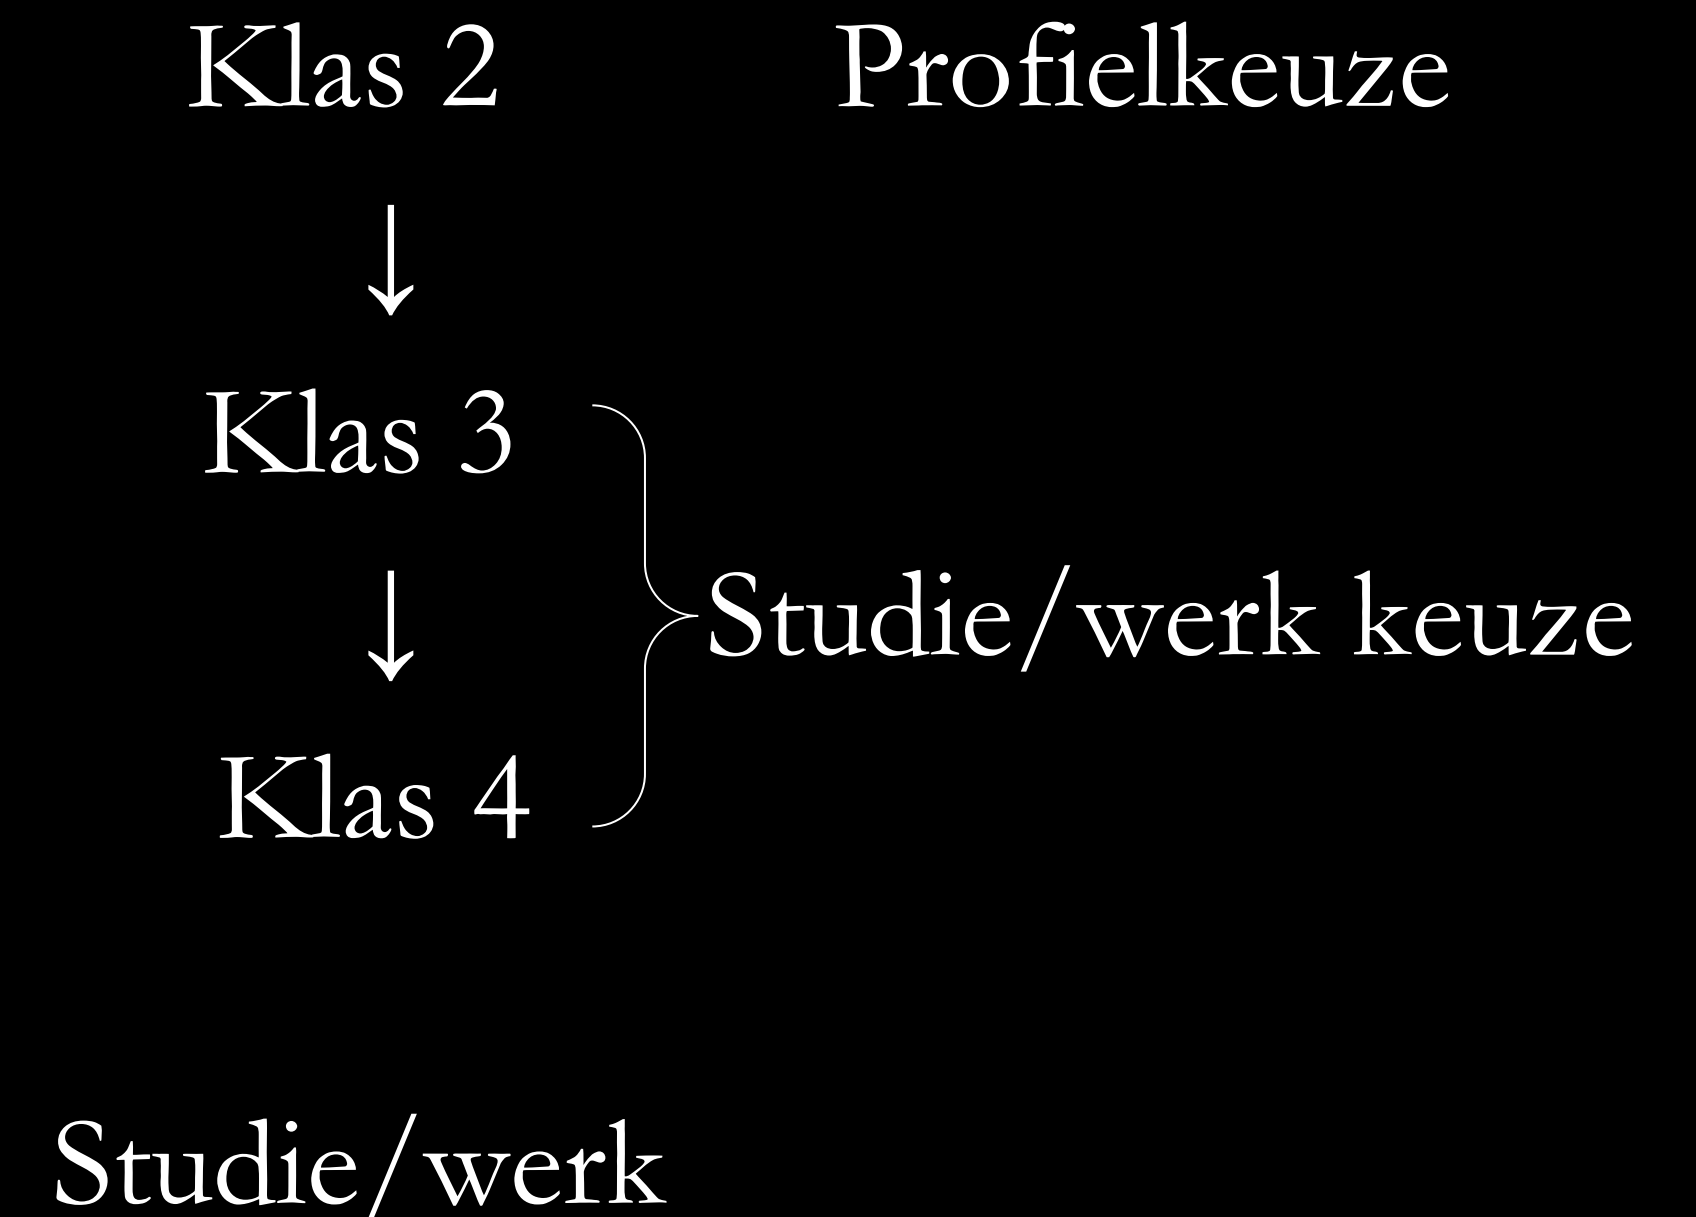 Klas 2 Profielkeuze
↓
Klas 3
↓
Studie/werk keuze
Klas 4
Studie/werk